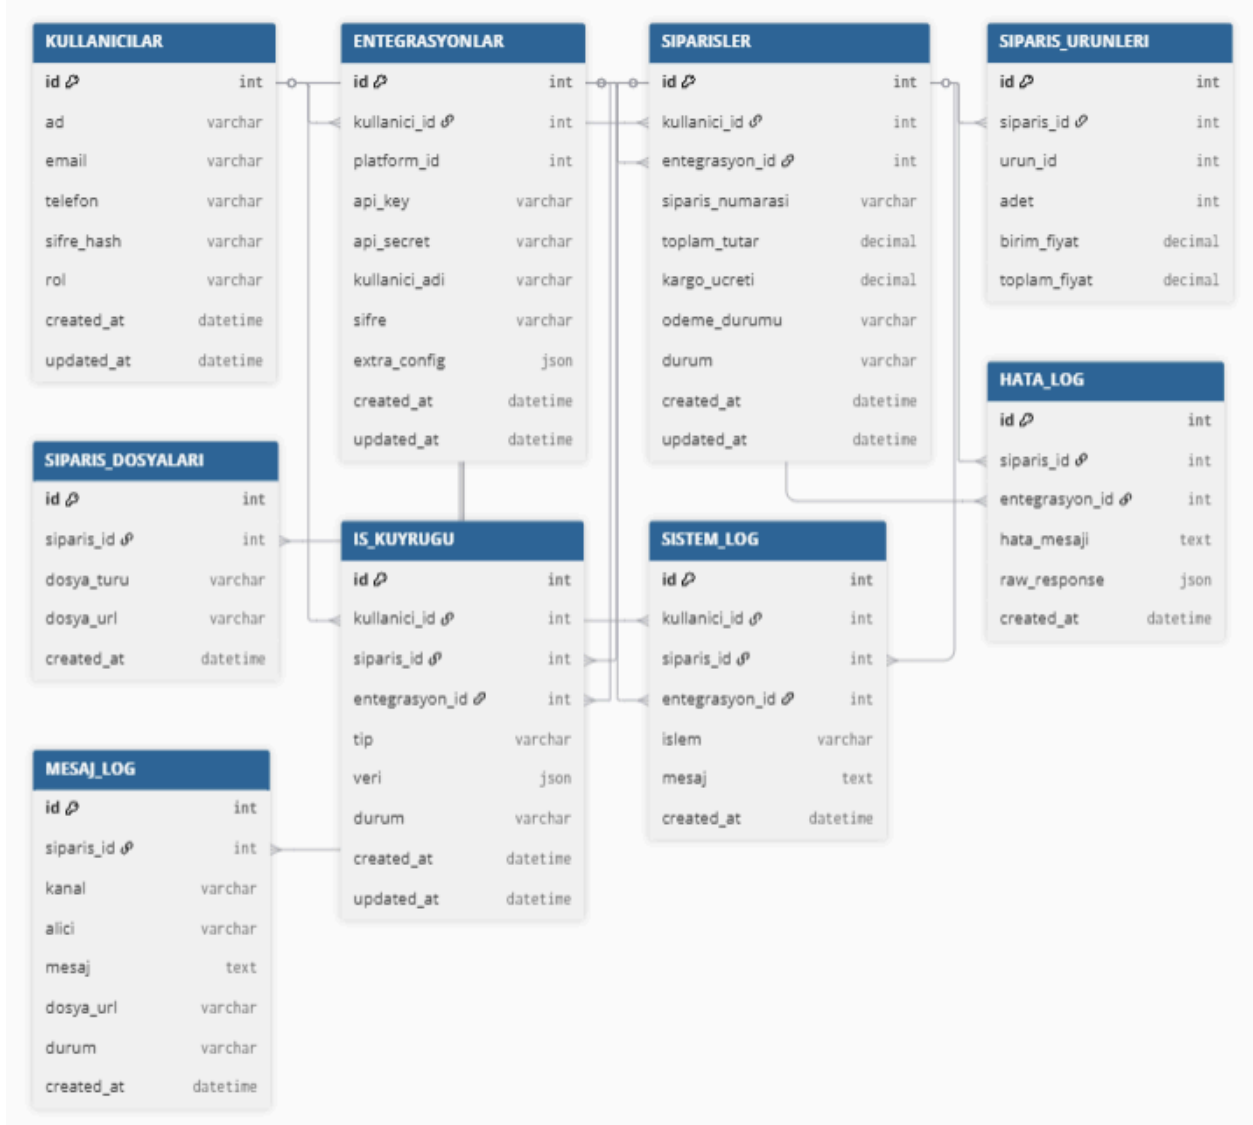 KULLANICILAR
id int
ad varchar
email varchar
telefon varchar
sifre_hash varchar
rol varchar
created_at datetime
updated_at datetime
ENTEGRASYONLAR
id int
kullanici_id int
platform_id int
api_key varchar
api_secret varchar
kullanici_adi varchar
sifre varchar
extra_config json
created_at datetime
updated_at datetime
SIPARISLER
id int
kullanici_id int
entegrasyon_id int
siparis_numarasi varchar
toplam_tutar decimal
kargo_ucreti decimal
odeme_durumu varchar
durum varchar
created_at datetime
updated_at datetime
SIPARIS_URUNLERI
id int
siparis_id int
urun_id int
adet int
birim_fiyat decimal
toplam_fiyat decimal
HATA_LOG
id int
siparis_id int
entegrasyon_id int
hata_mesaji text
raw_response json
created_at datetime
SIPARIS_DOSYALARI
id int
siparis_id int
dosya_turu varchar
dosya_url varchar
created_at datetime
IS_KUYRUGU
id int
kullanici_id int
siparis_id int
entegrasyon_id int
tip varchar
veri json
durum varchar
created_at datetime
updated_at datetime
SISTEM_LOG
id int
kullanici_id int
siparis_id int
entegrasyon_id int
islem varchar
mesaj text
created_at datetime
MESAJ_LOG
id int
siparis_id int
kanal varchar
alici varchar
mesaj text
dosya_url varchar
durum varchar
created_at datetime